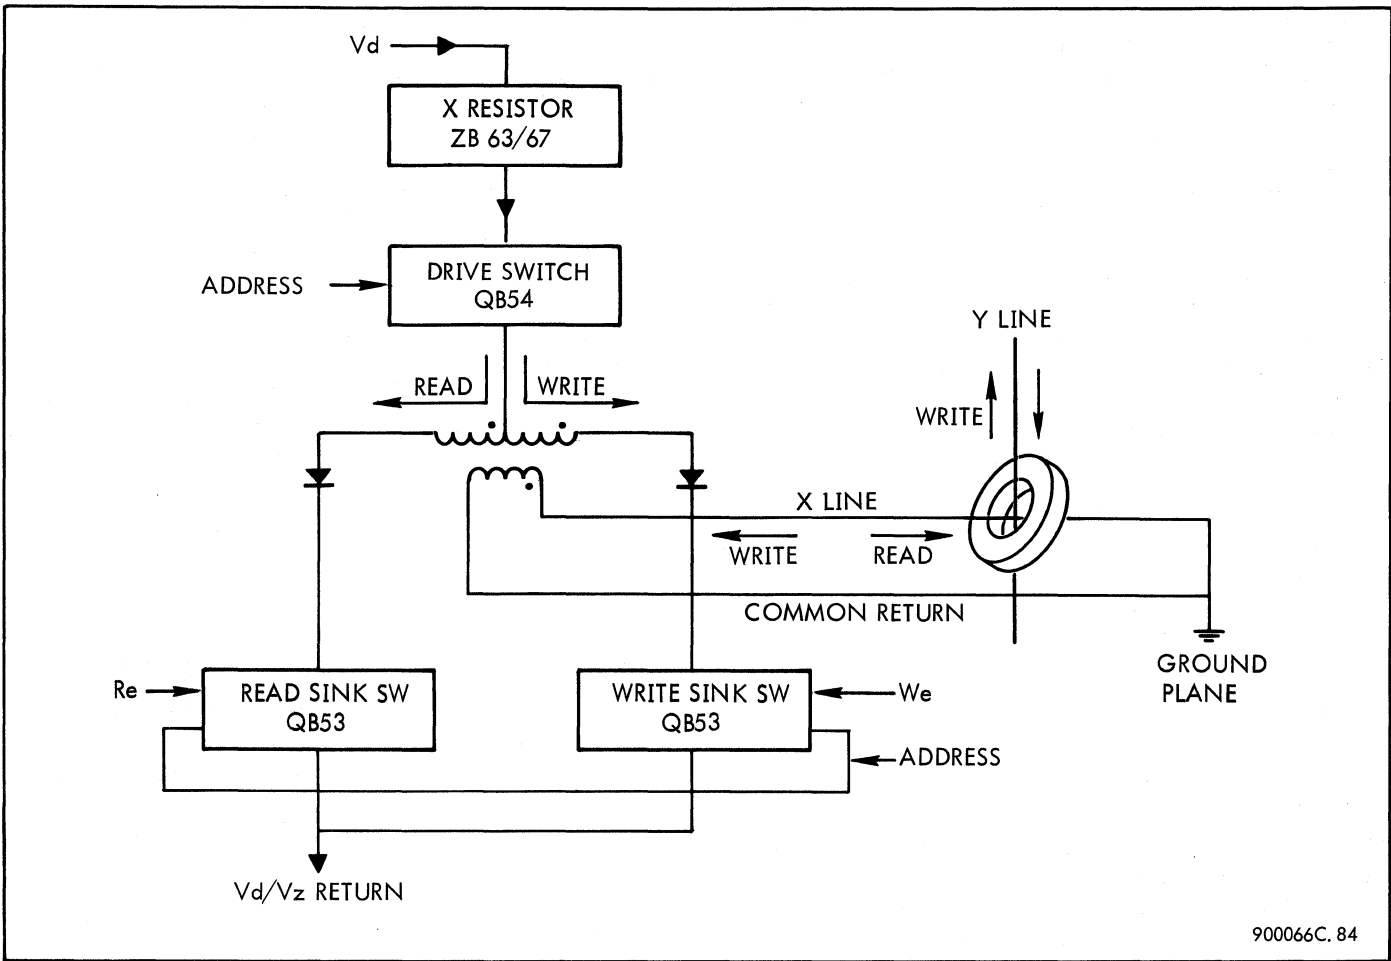 Vd
X RESISTOR
ZB 63/67
ADDRESS
DRIVE SWITCH
QB54
READ
WRITE
Y LINE
WRITE
X LINE
WRITE
READ
COMMON RETURN
GROUND
PLANE
Re
READ SINK SW
QB53
WRITE SINK SW
QB53
We
ADDRESS
Vd/Vz RETURN
900066C. 84